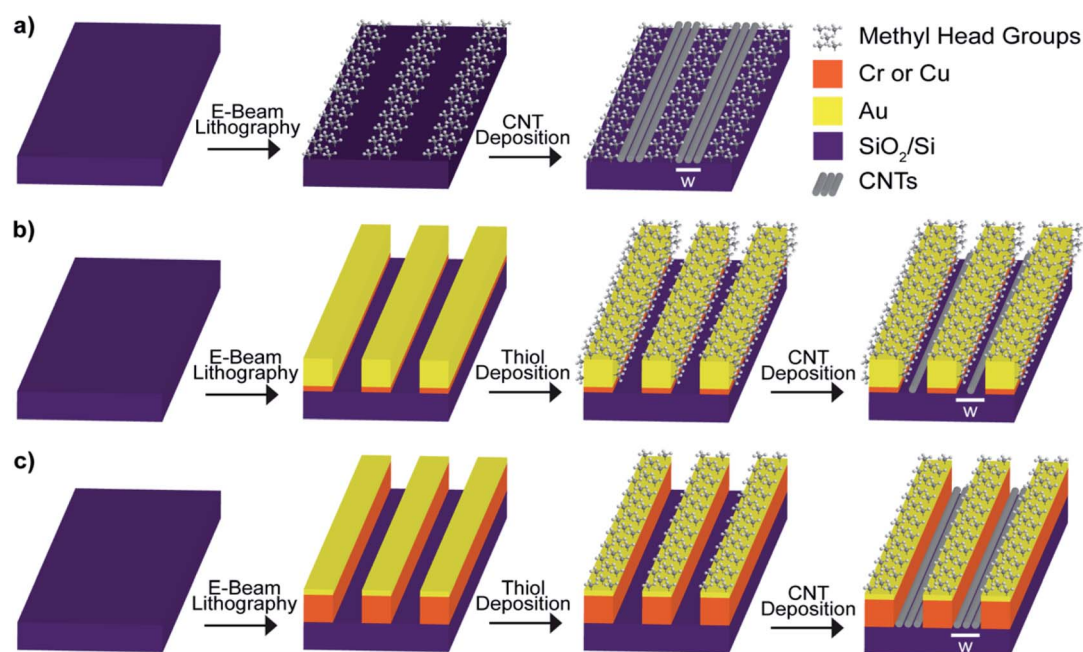 a)
E-Beam
Lithography
CNT
Deposition
w
Methyl Head Groups
Cr or Cu
Au
SiO₂/Si
CNTs
b)
E-Beam
Lithography
Thiol
Deposition
CNT
Deposition
w
c)
E-Beam
Lithography
Thiol
Deposition
CNT
Deposition
w